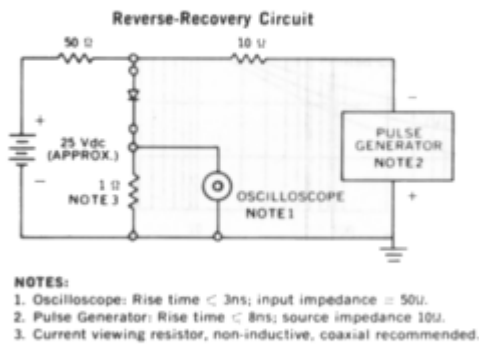 Reverse-Recovery Circuit
50 Ω
10 Ω
+
−
25 Vdc
(APPROX.)
−
PULSE
GENERATOR
NOTE2
1 Ω
NOTE 3
OSCILLOSCOPE
NOTE 1
+
NOTES:
1. Oscilloscope: Rise time < 3ns; input impedance = 50Ω.
2. Pulse Generator: Rise time < 8ns; source impedance 10Ω.
3. Current viewing resistor, non-inductive, coaxial recommended.